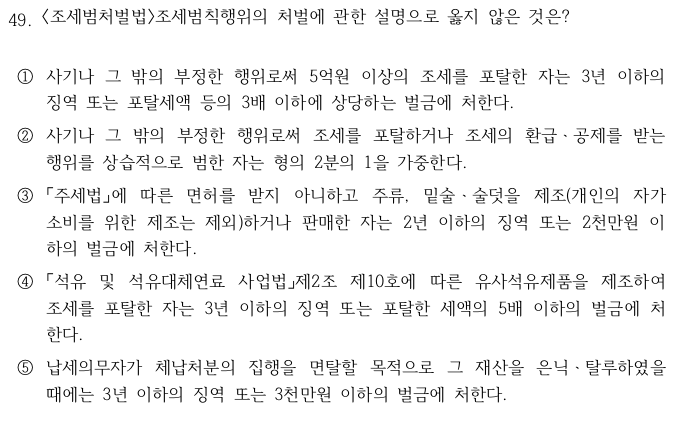 49. 〈조세범처벌법〉조세범칙행위의 처벌에 관한 설명으로 옳지 않은 것은?
① 사기나 그 밖의 부정한 행위로써 5억원 이상의 조세를 포탈한 자는 3년 이하의
징역 또는 포탈세액 등의 3배 이하에 상당하는 벌금에 처한다.
② 사기나 그 밖의 부정한 행위로써 조세를 포탈하거나 조세의 환급ㆍ공제를 받는
행위를 상습적으로 범한 자는 형의 2분의 1을 가중한다.
③ 「주세법」에 따른 면허를 받지 아니하고 주류, 밑술ㆍ술덧을 제조(개인의 자가
소비를 위한 제조는 제외)하거나 판매한 자는 2년 이하의 징역 또는 2천만원 이
하의 벌금에 처한다.
④ 「석유 및 석유대체연료 사업법」제2조 제10호에 따른 유사석유제품을 제조하여
조세를 포탈한 자는 3년 이하의 징역 또는 포탈한 세액의 5배 이하의 벌금에 처
한다.
⑤ 납세의무자가 체납처분의 집행을 면탈할 목적으로 그 재산을 은닉ㆍ탈루하였을
때에는 3년 이하의 징역 또는 3천만원 이하의 벌금에 처한다.